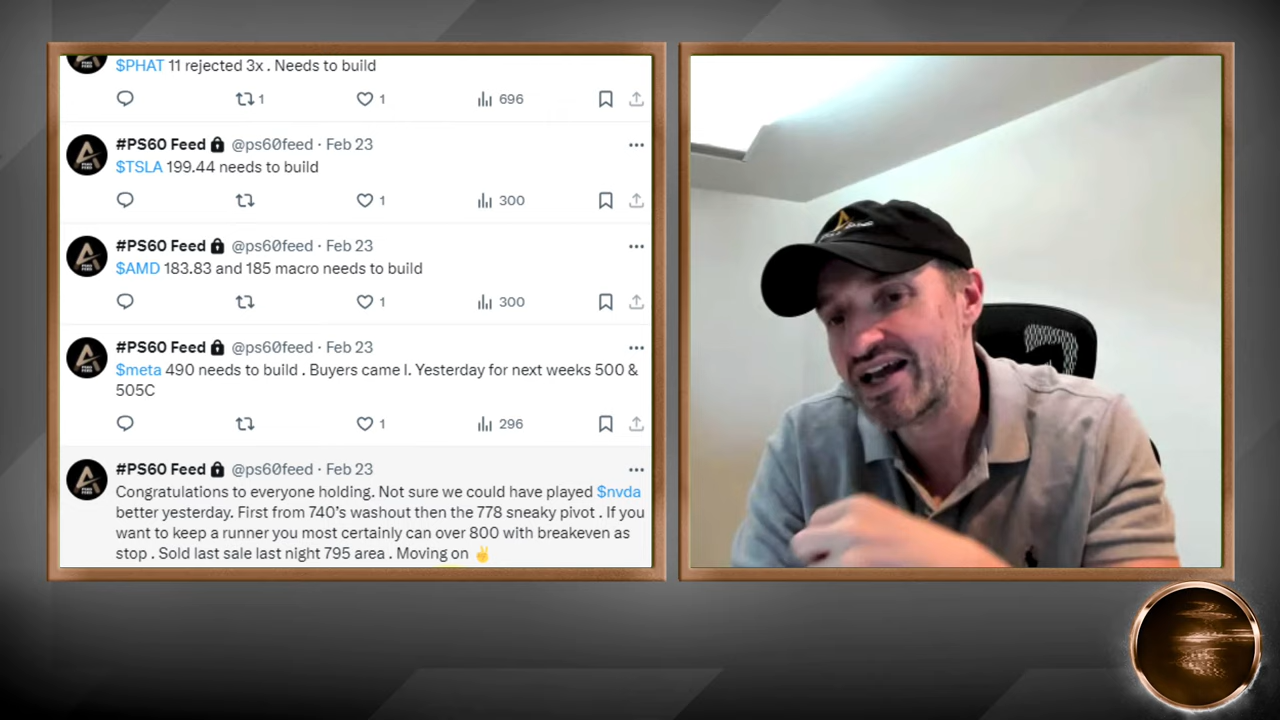 $PHAT 11 rejected 3x . Needs to build
1 1 696
#PS60 Feed @ps60feed · Feb 23
$TSLA 199.44 needs to build
1 300
#PS60 Feed @ps60feed · Feb 23
$AMD 183.83 and 185 macro needs to build
1 300
#PS60 Feed @ps60feed · Feb 23
$meta 490 needs to build . Buyers came I. Yesterday for next weeks 500 &
505C
1 296
#PS60 Feed @ps60feed · Feb 23
Congratulations to everyone holding. Not sure we could have played $nvda
better yesterday. First from 740's washout then the 778 sneaky pivot . If you
want to keep a runner you most certainly can over 800 with breakeven as
stop . Sold last sale last night 795 area . Moving on ✌